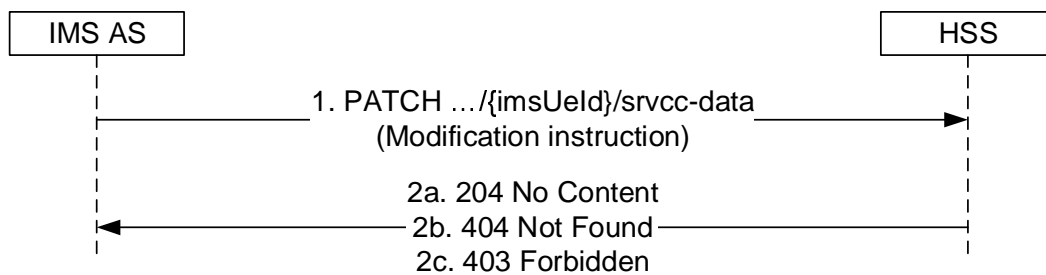 IMS AS
HSS
1. PATCH …/{imsUeId}/srvcc-data
(Modification instruction)
2a. 204 No Content
2b. 404 Not Found
2c. 403 Forbidden